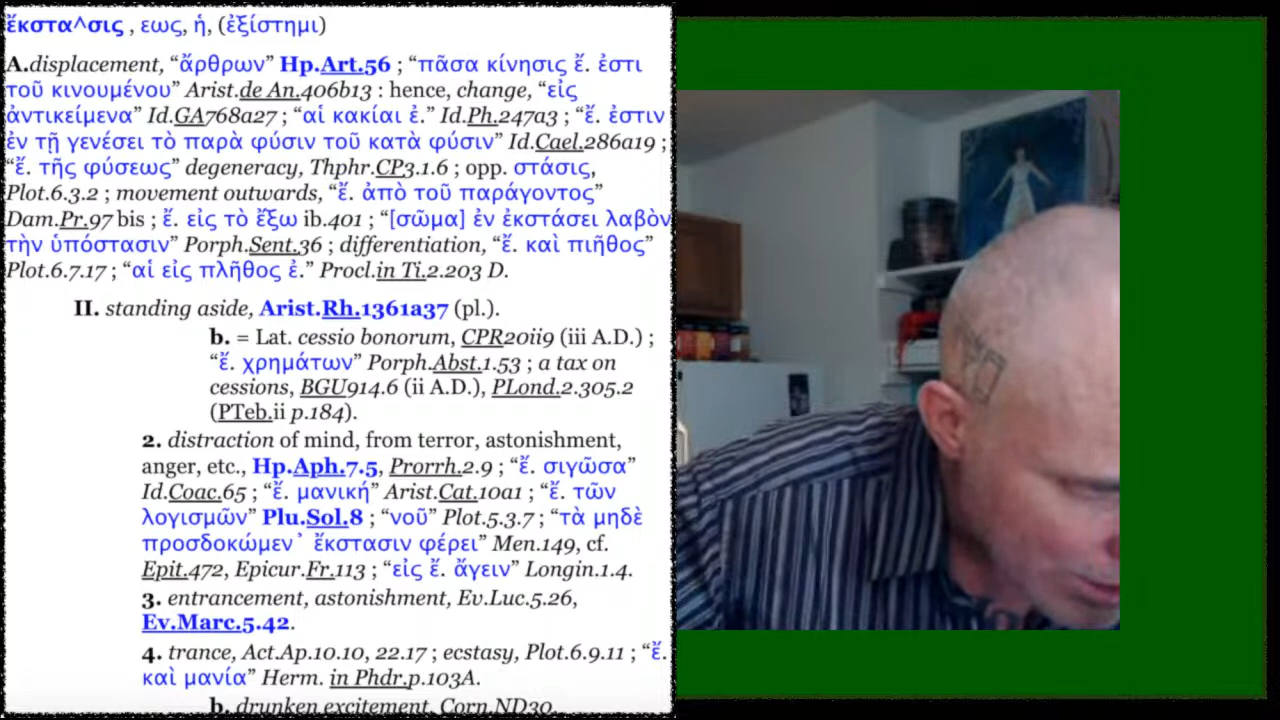 ἔκστα^σις , εως, ἡ, (ἐξίστημι)
A.displacement, “ἄρθρων” Hp.Art.56 ; “πᾶσα κίνησις ἔ. ἐστι
τοῦ κινουμένου” Arist.de An.406b13 : hence, change, “εἰς
ἀντικείμενα” Id.GA768a27 ; “αἱ κακίαι ἐ.” Id.Ph.247a3 ; “ἔ. ἐστιν
ἐν τῇ γενέσει τὸ παρὰ φύσιν τοῦ κατὰ φύσιν” Id.Cael.286a19 ;
“ἔ. τῆς φύσεως” degeneracy, Thphr.CP3.1.6 ; opp. στάσις,
Plot.6.3.2 ; movement outwards, “ἔ. ἀπὸ τοῦ παράγοντος”
Dam.Pr.97 bis ; ἔ. εἰς τὸ ἔξω ib.401 ; “[σῶμα] ἐν ἐκστάσει λαβὸν
τὴν ὑπόστασιν” Porph.Sent.36 ; differentiation, “ἔ. καὶ πιῆθος”
Plot.6.7.17 ; “αἱ εἰς πλῆθος ἐ.” Procl.in Ti.2.203 D.
II. standing aside, Arist.Rh.1361a37 (pl.).
b. = Lat. cessio bonorum, CPR20ii9 (iii A.D.) ;
“ἔ. χρημάτων” Porph.Abst.1.53 ; a tax on
cessions, BGU914.6 (ii A.D.), PLond.2.305.2
(PTeb.ii p.184).
2. distraction of mind, from terror, astonishment,
anger, etc., Hp.Aph.7.5, Prorrh.2.9 ; “ἔ. σιγῶσα”
Id.Coac.65 ; “ἔ. μανική” Arist.Cat.10a1 ; “ἔ. τῶν
λογισμῶν” Plu.Sol.8 ; “νοῦ” Plot.5.3.7 ; “τὰ μηδὲ
προσδοκώμεν᾽ ἔκστασιν φέρει” Men.149, cf.
Epit.472, Epicur.Fr.113 ; “εἰς ἔ. ἄγειν” Longin.1.4.
3. entrancement, astonishment, Ev.Luc.5.26,
Ev.Marc.5.42.
4. trance, Act.Ap.10.10, 22.17 ; ecstasy, Plot.6.9.11 ; “ἔ.
καὶ μανία” Herm. in Phdr.p.103A.
b. drunken excitement, Corn.ND30.